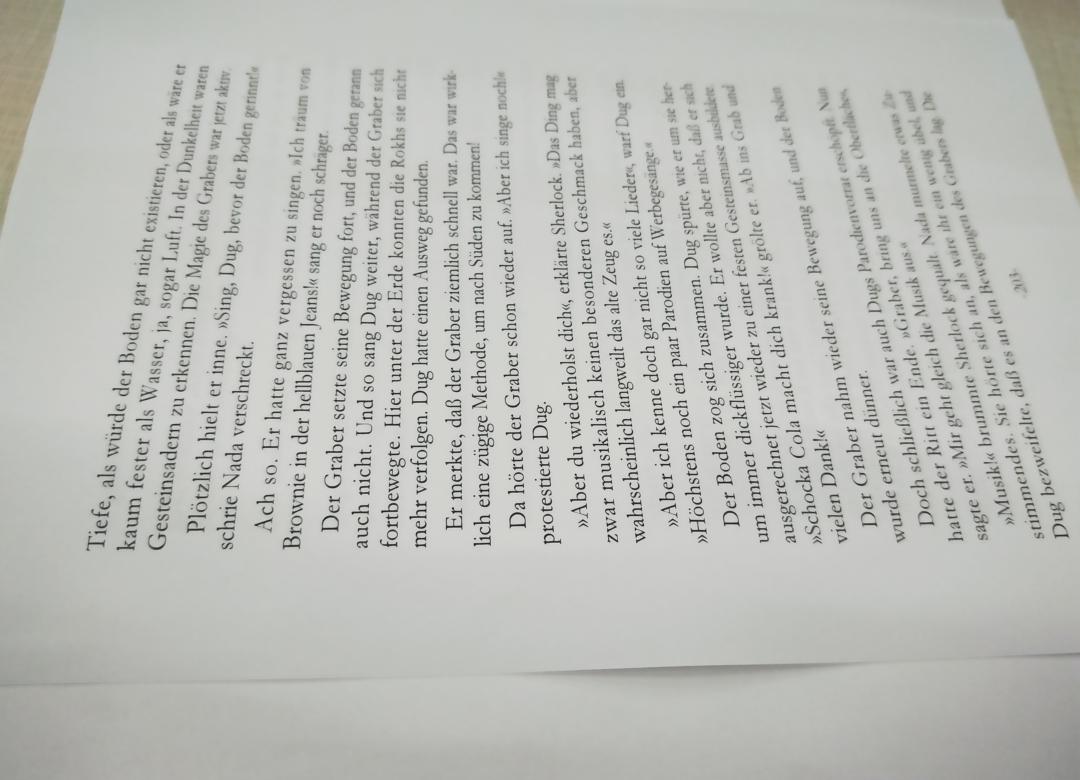 Tiefe, als würde der Boden gar nicht existieren, oder als wäre er
kaum fester als Wasser, ja, sogar Luft. In der Dunkelheit waren
Gesteinsadern zu erkennen. Die Magie des Grabers war jetzt aktiv.
Plötzlich hielt er inne. »Sing, Dug, bevor der Boden gerinnt!«
schrie Nada verschreckt.
Ach so. Er hatte ganz vergessen zu singen. »Ich träum von
Brownie in der hellblauen Jeans!« sang er noch schräger.
Der Graber setzte seine Bewegung fort, und der Boden gerann
auch nicht. Und so sang Dug weiter, während der Graber sich
fortbewegte. Hier unter der Erde konnten die Rokhs sie nicht
mehr verfolgen. Dug hatte einen Ausweg gefunden.
Er merkte, daß der Graber ziemlich schnell war. Das war wirk-
lich eine zügige Methode, um nach Süden zu kommen!
Da hörte der Graber schon wieder auf. »Aber ich singe noch!«
protestierte Dug.
»Aber du wiederholst dich«, erklärte Sherlock. »Das Ding mag
zwar musikalisch keinen besonderen Geschmack haben, aber
wahrscheinlich langweilt das alte Zeug es.«
»Aber ich kenne doch gar nicht so viele Lieder«, warf Dug ein.
»Höchstens noch ein paar Parodien auf Werbegesänge.«
Der Boden zog sich zusammen. Dug spürte, wie er um sie her-
um immer dickflüssiger wurde. Er wollte aber nicht, daß er sich
ausgerechnet jetzt wieder zu einer festen Gesteinsmasse ausbildete.
»Schocka Cola macht dich krank!« grölte er. »Ab ins Grab und
vielen Dank!«
Der Graber nahm wieder seine Bewegung auf, und der Boden
wurde erneut dünner.
Doch schließlich war auch Dugs Parodienvorrat erschöpft. Nun
hatte der Ritt ein Ende. »Graber, bring uns an die Oberfläche«,
sagte er. »Mir geht gleich die Musik aus.«
»Musik!« brummte Sherlock gequält. Nada murmelte etwas Zu-
stimmendes. Sie hörte sich an, als wäre ihr ein wenig übel, und
Dug bezweifelte, daß es an den Bewegungen des Grabers lag. Die
203